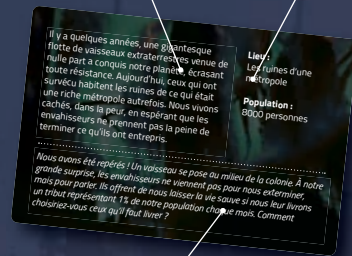 Il y a quelques années, une gigantesque
flotte de vaisseaux extraterrestres venue de
nulle part a conquis notre planète, écrasant
toute résistance. Aujourd'hui, ceux qui ont
survécu habitent les ruines de ce qui était
une riche métropole autrefois. Nous vivons
cachés, dans la peur, en espérant que les
envahisseurs ne prennent pas la peine de
terminer ce qu'ils ont entrepris.
Lieu :
Les ruines d'une
métropole
Population :
8000 personnes
Nous avons été repérés ! Un vaisseau se pose au milieu de la colonie. À notre
grande surprise, les envahisseurs ne viennent pas pour nous exterminer,
mais pour parler. Ils offrent de nous laisser la vie sauve si nous leur livrons
un tribut représentant 1% de notre population chaque mois. Comment
choisiriez-vous ceux qu'il faut livrer ?